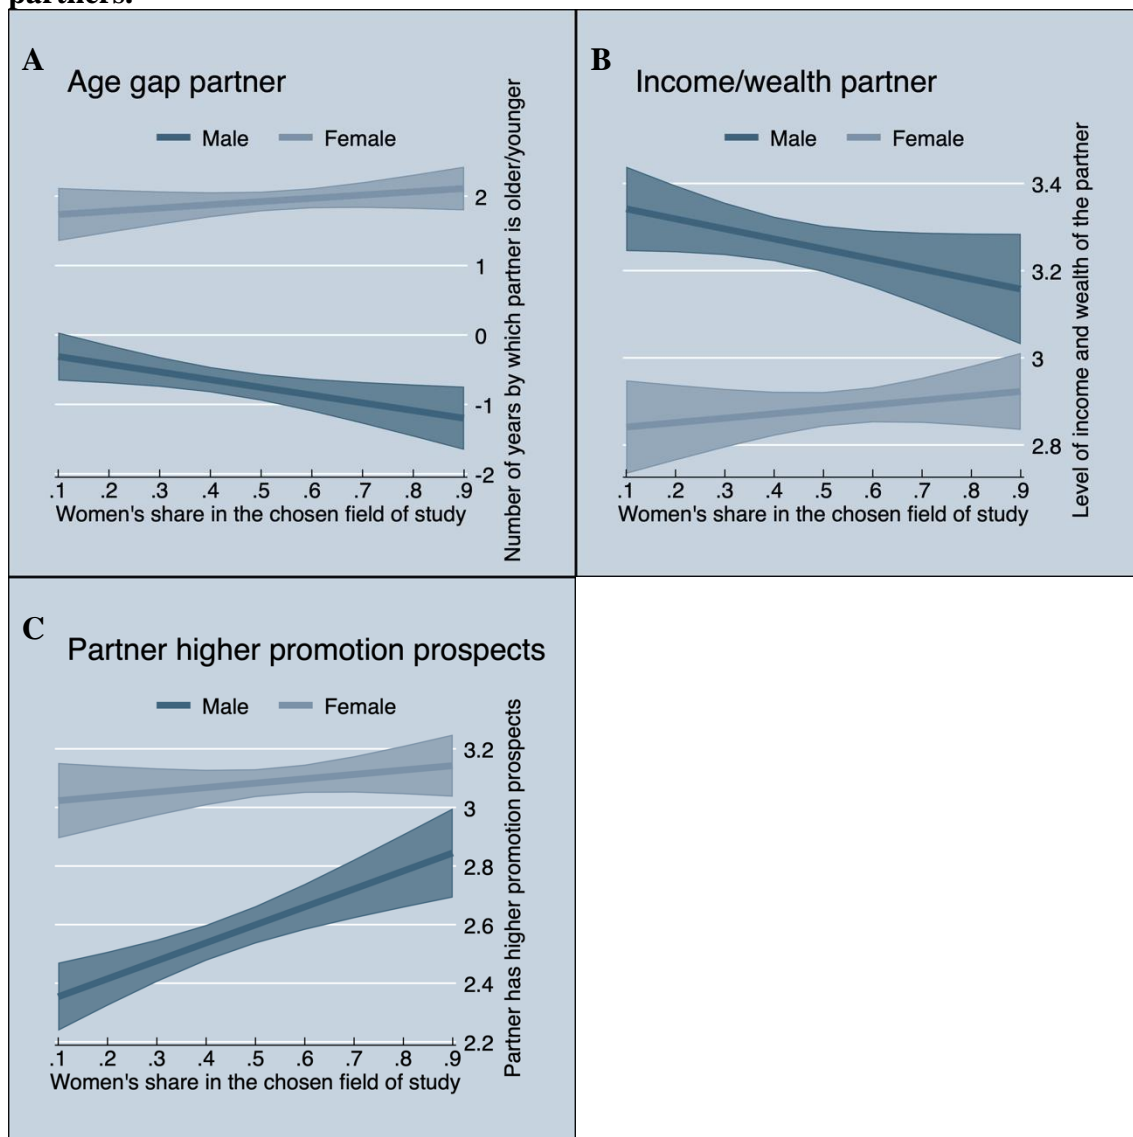 partners.
A
Age gap partner
Male Female
2
1
0
-1
-2
.1 .2 .3 .4 .5 .6 .7 .8 .9
Women's share in the chosen field of study
Number of years by which partner is older/younger
B
Income/wealth partner
Male Female
3.4
3.2
3
2.8
.1 .2 .3 .4 .5 .6 .7 .8 .9
Women's share in the chosen field of study
Level of income and wealth of the partner
C
Partner higher promotion prospects
Male Female
3.2
3
2.8
2.6
2.4
2.2
.1 .2 .3 .4 .5 .6 .7 .8 .9
Women's share in the chosen field of study
Partner has higher promotion prospects